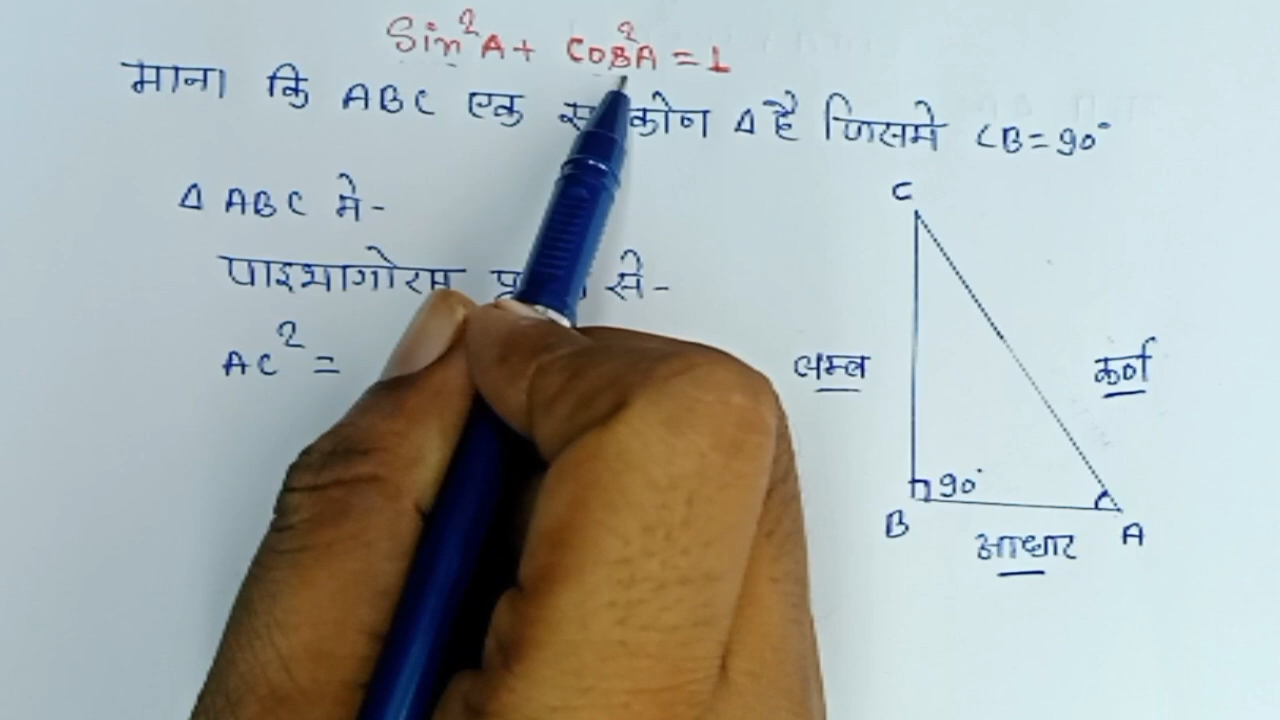 Sin²A + Cos²A = 1
माना कि ABC एक कोण Δ है जिसमे ∠B = 90°
Δ ABC मे-
पाइथागोरस से-
AC² =
C
लम्ब
कर्ण
90°
B
A
आधार